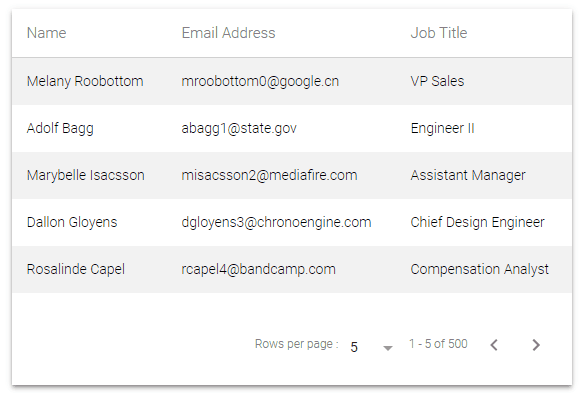 Name Email Address Job Title
Melany Roobottom mroobottom0@google.cn VP Sales
Adolf Bagg abagg1@state.gov Engineer II
Marybelle Isacsson misacsson2@mediafire.com Assistant Manager
Dallon Gloyens dgloyens3@chronoengine.com Chief Design Engineer
Rosalinde Capel rcapel4@bandcamp.com Compensation Analyst
Rows per page : 5 1 - 5 of 500